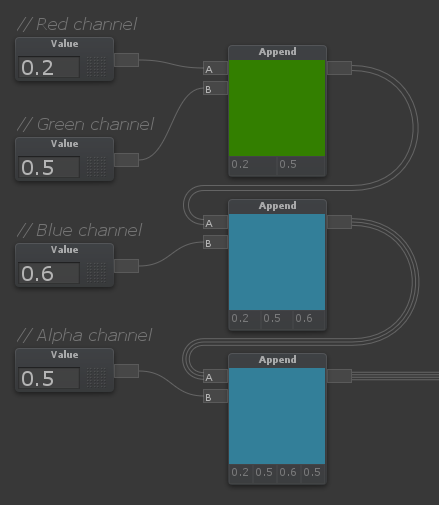 // Red channel
Value
0.2
Append
A
B
0.2 0.5
// Green channel
Value
0.5
// Blue channel
Value
0.6
Append
A
B
0.2 0.5 0.6
// Alpha channel
Value
0.5
Append
A
B
0.2 0.5 0.6 0.5